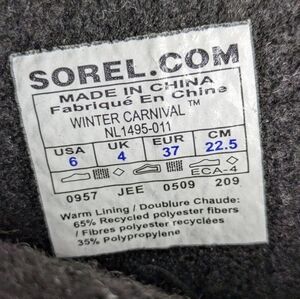 SOREL.COM
MADE IN CHINA
Fabriqué En Chine
WINTER CARNIVAL ™
NL1495-011
USA UK EUR CM
6 4 37 22.5
ECA-4
0957 JEE 0509 209
Warm Lining / Doublure Chaude:
65% Recycled polyester fibers
/ Fibres polyester recyclées
35% Polypropylene